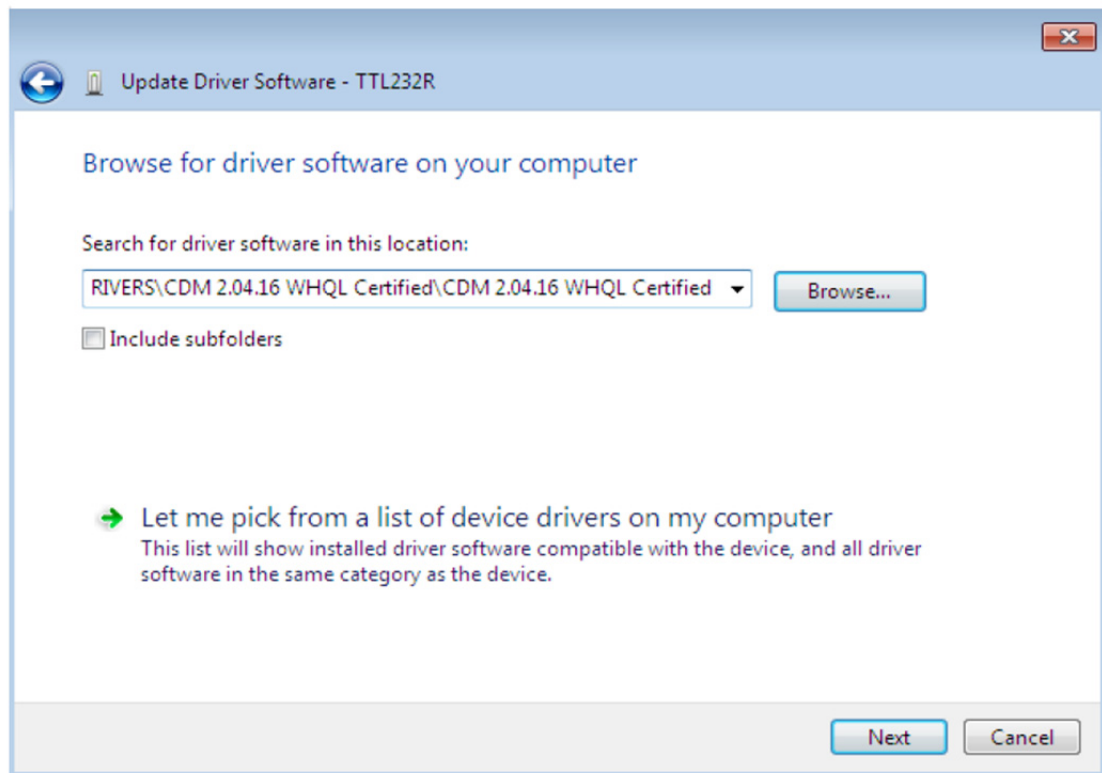 Update Driver Software - TTL232R
Browse for driver software on your computer
Search for driver software in this location:
RIVERS\CDM 2.04.16 WHQL Certified\CDM 2.04.16 WHQL Certified
Browse...
Include subfolders
Let me pick from a list of device drivers on my computer
This list will show installed driver software compatible with the device, and all driver
software in the same category as the device.
Next
Cancel